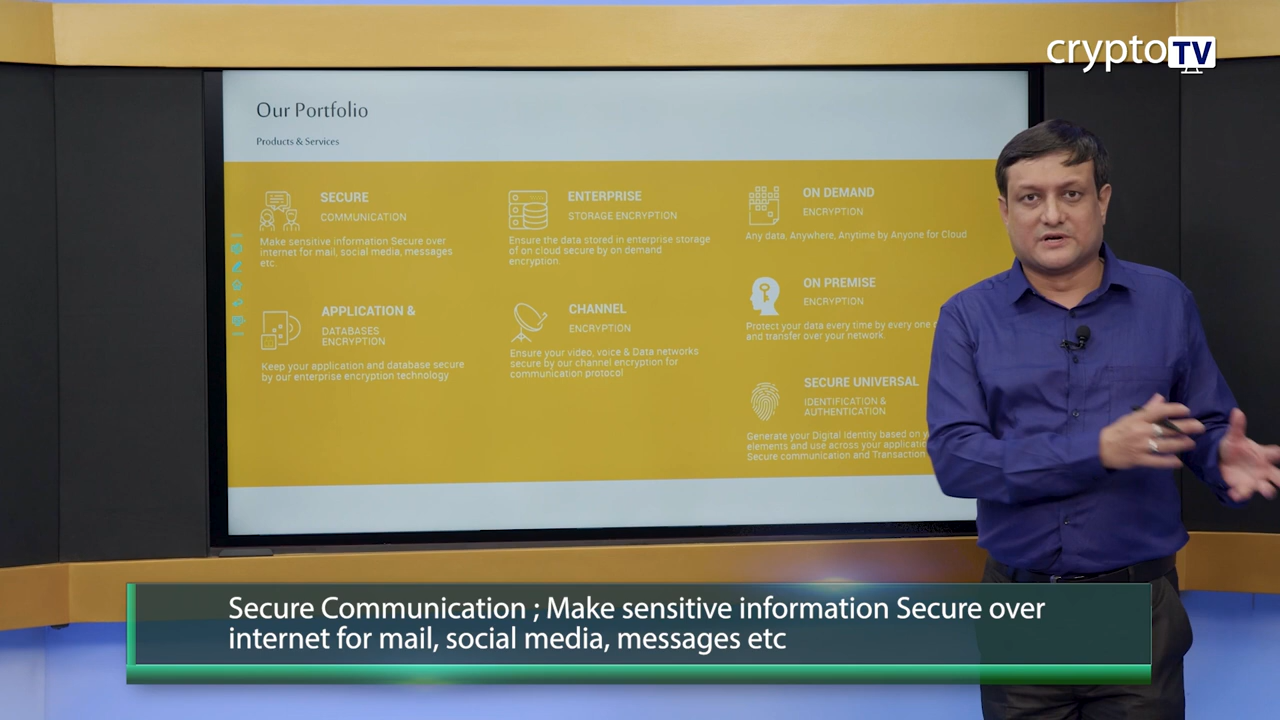 cryptoTV
Our Portfolio
Products & Services
SECURE
COMMUNICATION
Make sensitive information Secure over
internet for mail, social media, messages
etc.
ENTERPRISE
STORAGE ENCRYPTION
Ensure the data stored in enterprise storage
of on cloud secure by on demand
encryption.
ON DEMAND
ENCRYPTION
Any data, Anywhere, Anytime by Anyone for Cloud
APPLICATION &
DATABASES
ENCRYPTION
Keep your application and database secure
by our enterprise encryption technology
CHANNEL
ENCRYPTION
Ensure your video, voice & Data networks
secure by our channel encryption for
communication protocol
ON PREMISE
ENCRYPTION
Protect your data every time by every one
and transfer over your network.
SECURE UNIVERSAL
IDENTIFICATION &
AUTHENTICATION
Generate your Digital Identity based on
elements and use across your
Secure communication and Transaction
Secure Communication ; Make sensitive information Secure over
internet for mail, social media, messages etc